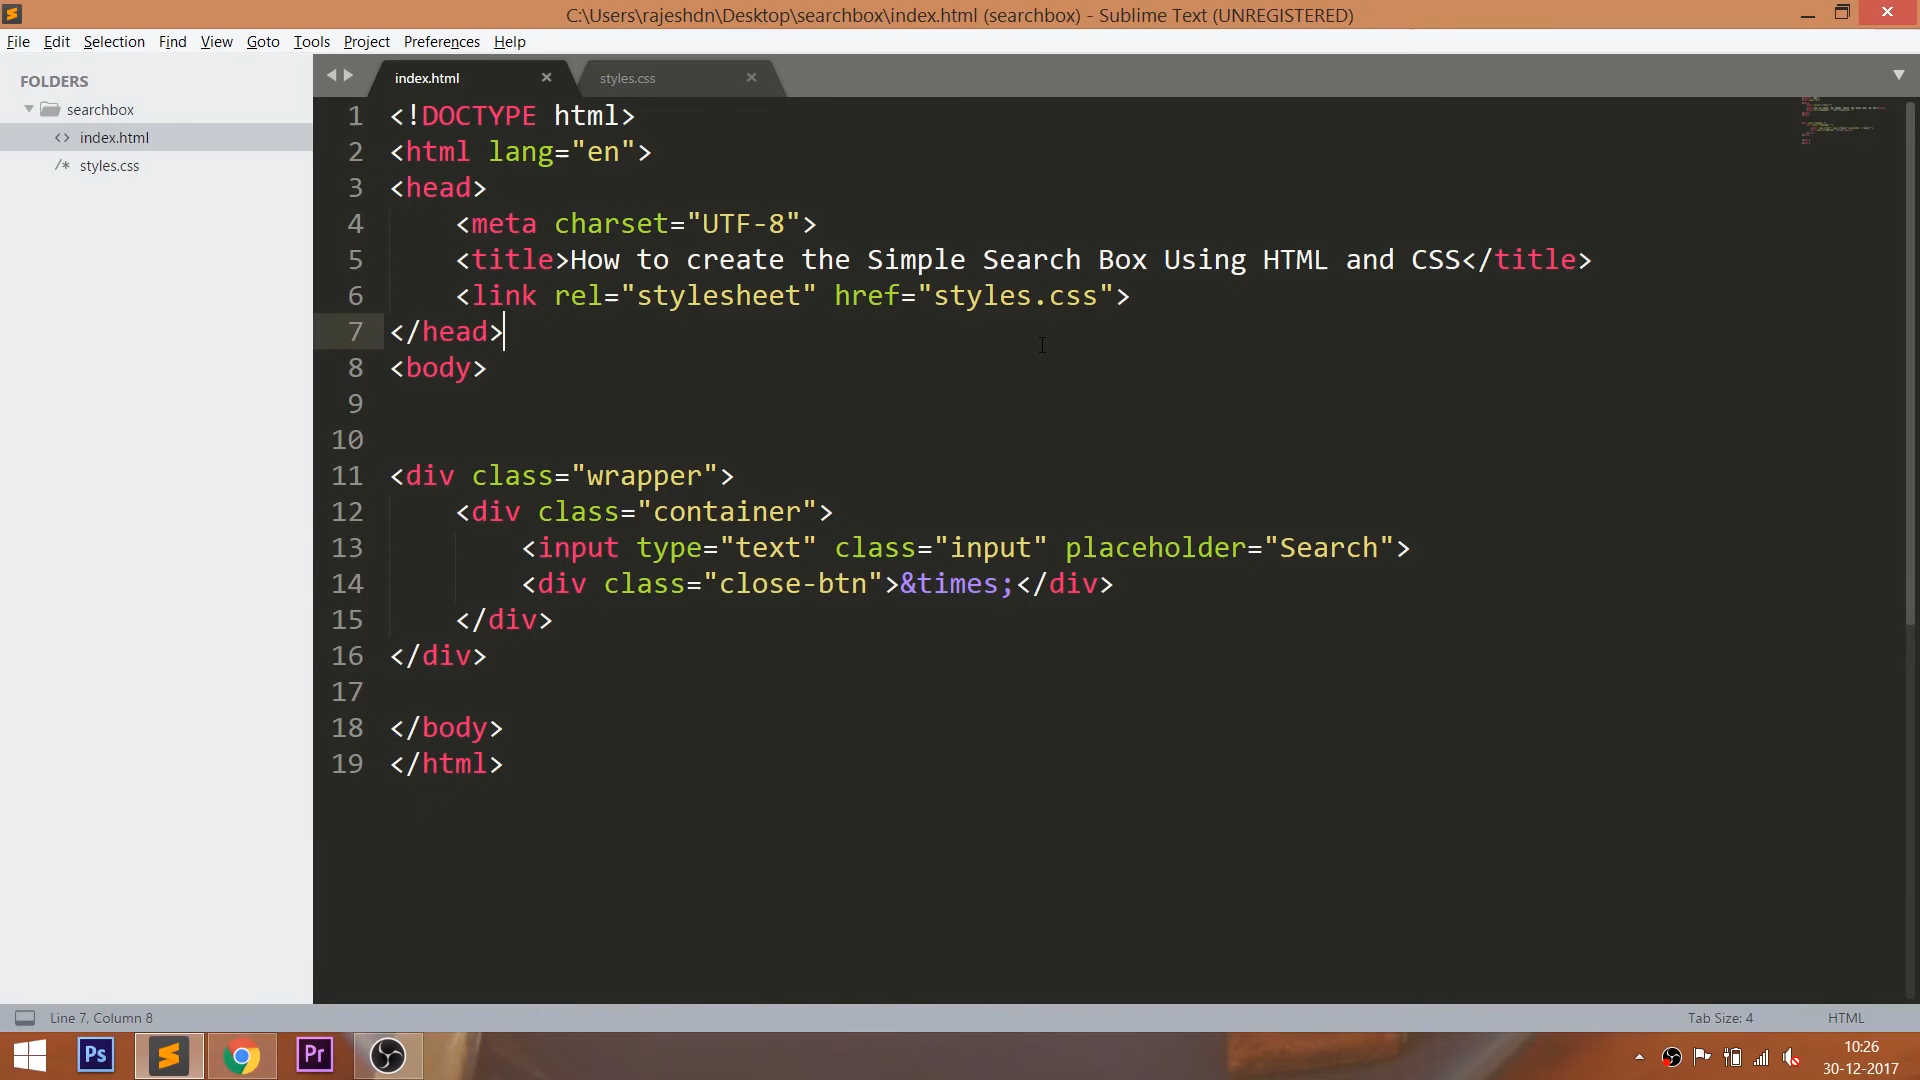 C:\Users\rajeshdn\Desktop\searchbox\index.html (searchbox) - Sublime Text (UNREGISTERED)
File Edit Selection Find View Goto Tools Project Preferences Help
FOLDERS
searchbox
<> index.html
/* styles.css
index.html × styles.css ×
1 <!DOCTYPE html>
2 <html lang="en">
3 <head>
4 <meta charset="UTF-8">
5 <title>How to create the Simple Search Box Using HTML and CSS</title>
6 <link rel="stylesheet" href="styles.css">
7 </head>
8 <body>
9
10
11 <div class="wrapper">
12 <div class="container">
13 <input type="text" class="input" placeholder="Search">
14 <div class="close-btn">&times;</div>
15 </div>
16 </div>
17
18 </body>
19 </html>
Line 7, Column 8
Tab Size: 4
HTML
Ps
Pr
10:26
30-12-2017